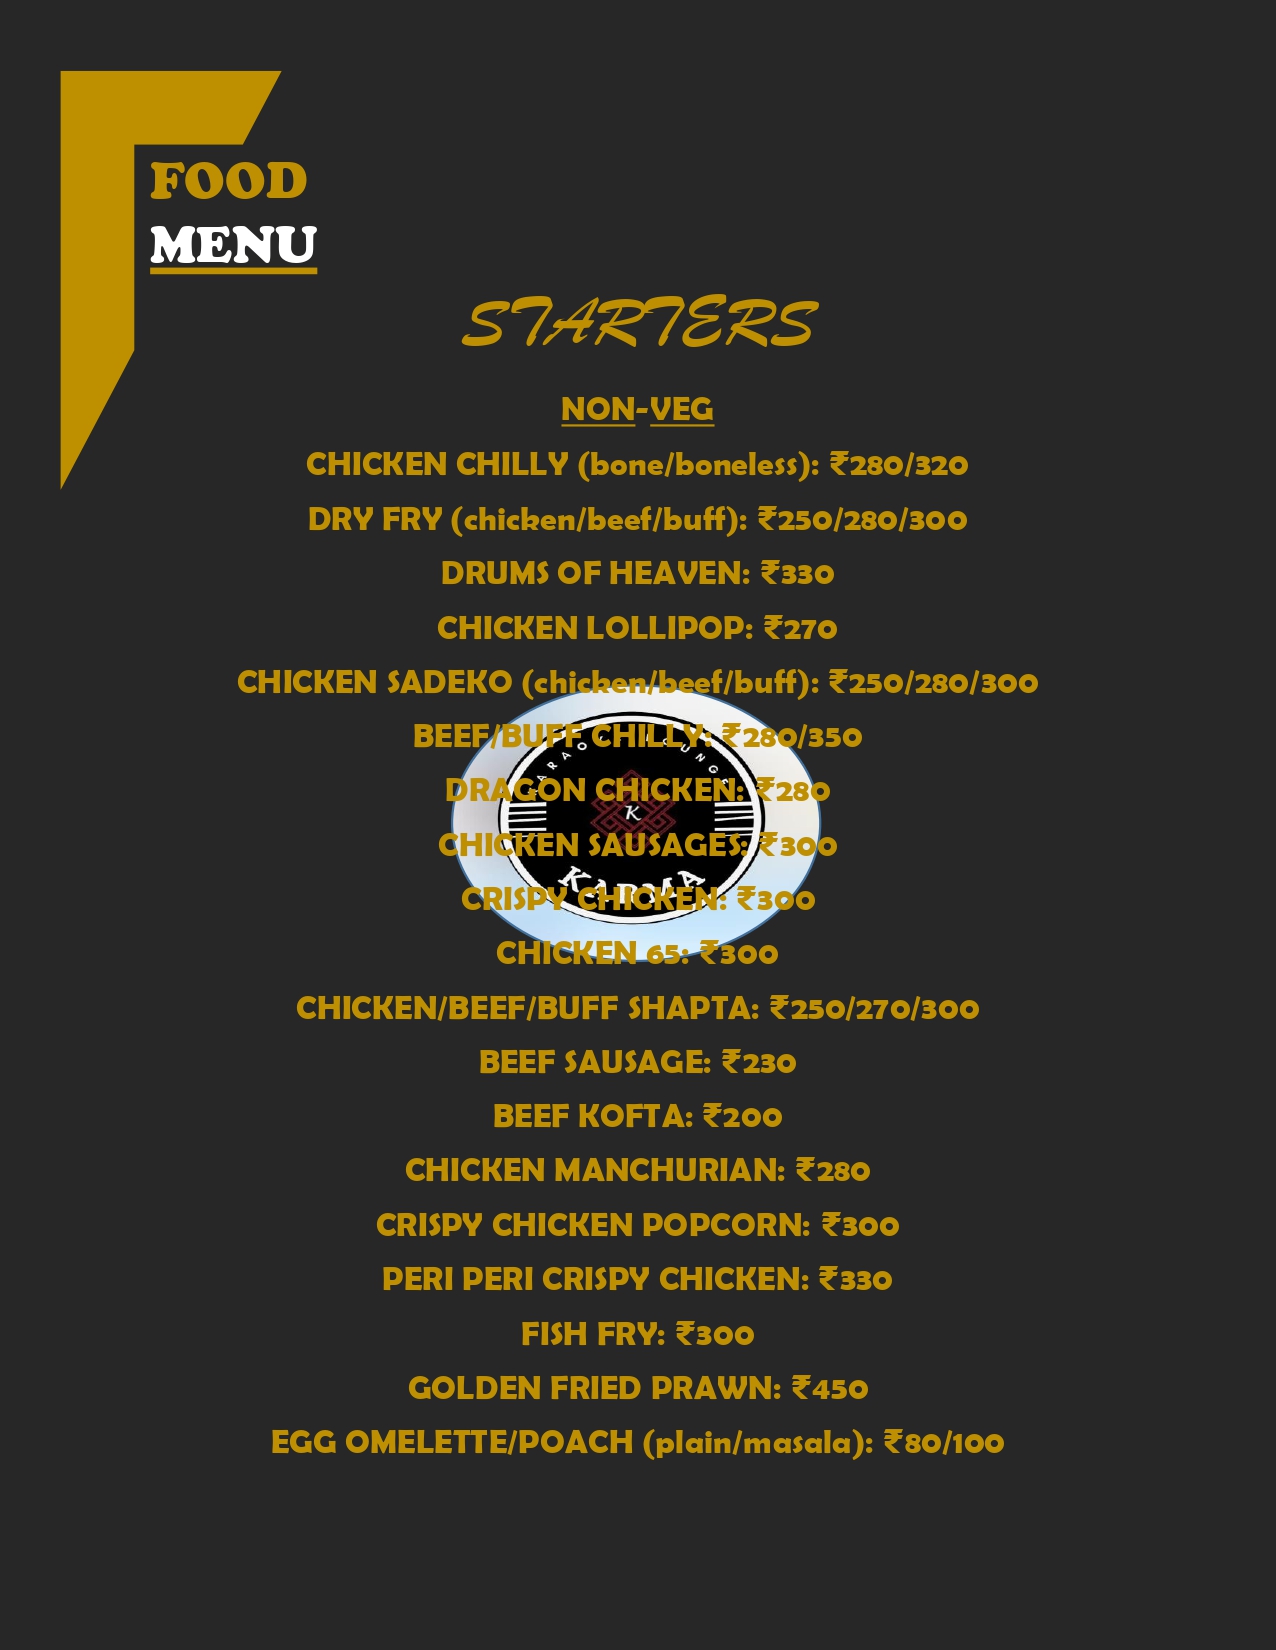 FOOD
MENU
STARTERS
NON-VEG
CHICKEN CHILLY (bone/boneless): ₹280/320
DRY FRY (chicken/beef/buff): ₹250/280/300
DRUMS OF HEAVEN: ₹330
CHICKEN LOLLIPOP: ₹270
CHICKEN SADEKO (chicken/beef/buff): ₹250/280/300
BEEF/BUFF CHILLY: ₹280/350
DRAGON CHICKEN: ₹280
K
CHICKEN SAUSAGES: ₹300
KARMA
CRISPY CHICKEN: ₹300
CHICKEN 65: ₹300
CHICKEN/BEEF/BUFF SHAPTA: ₹250/270/300
BEEF SAUSAGE: ₹230
BEEF KOFTA: ₹200
CHICKEN MANCHURIAN: ₹280
CRISPY CHICKEN POPCORN: ₹300
PERI PERI CRISPY CHICKEN: ₹330
FISH FRY: ₹300
GOLDEN FRIED PRAWN: ₹450
EGG OMELETTE/POACH (plain/masala): ₹80/100